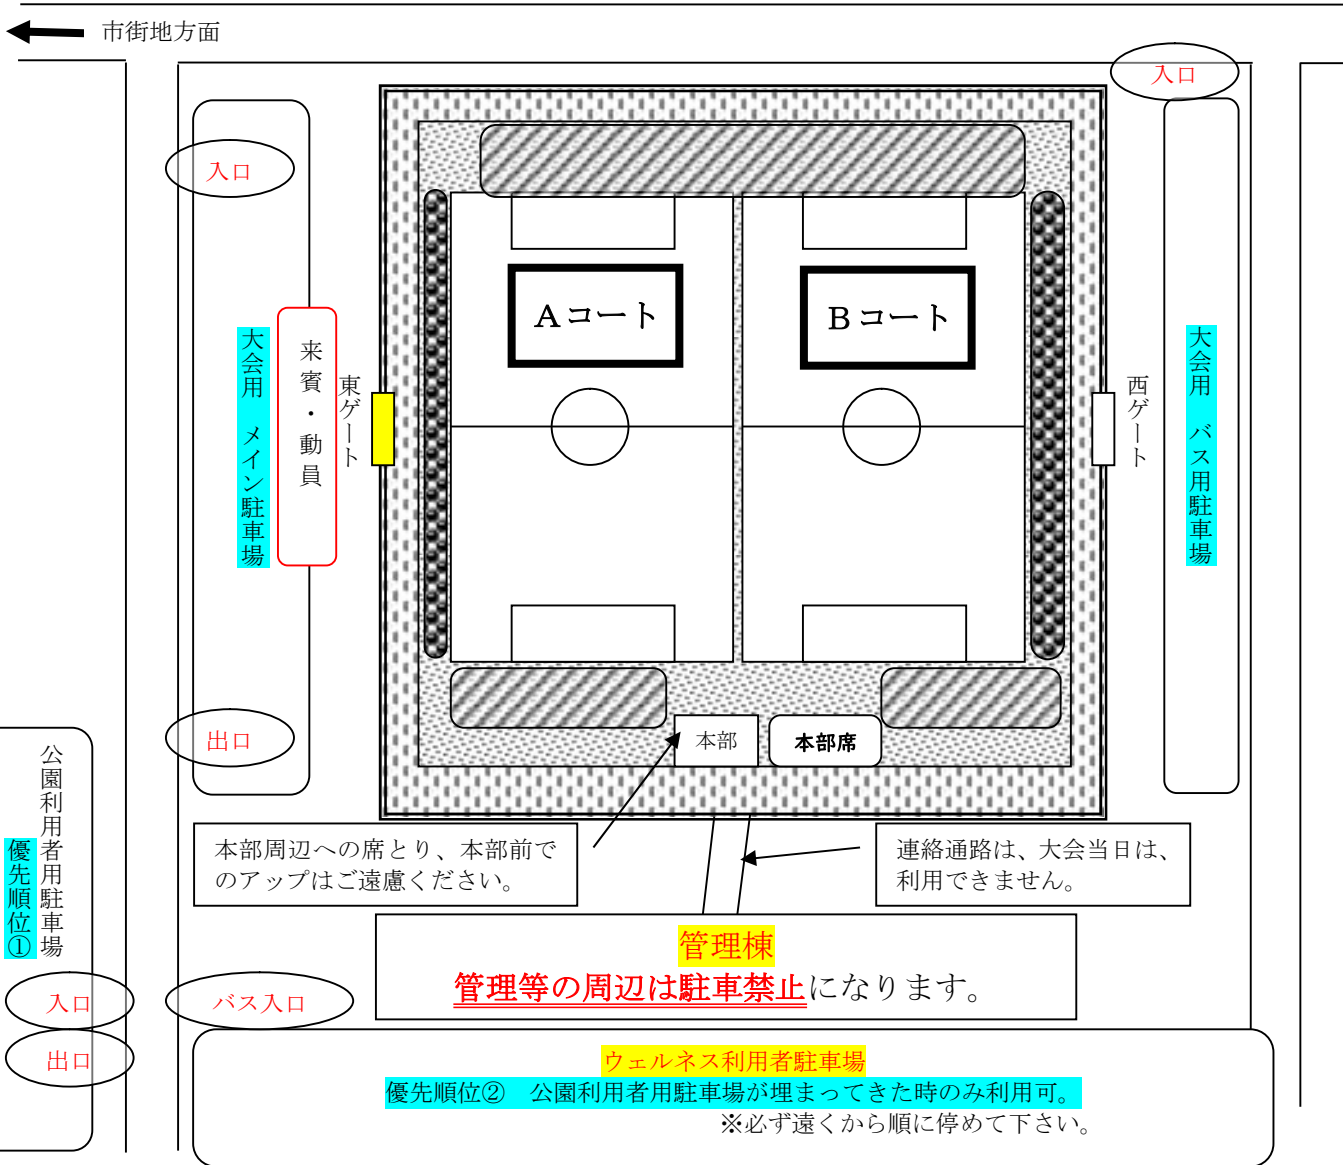 市街地方面
入口
入口
Aコート
Bコート
大会用　メイン駐車場
来賓・動員
東ゲート
西ゲート
大会用　バス用駐車場
出口
本部
本部席
公園利用者用駐車場
優先順位①
本部周辺への席とり、本部前で
のアップはご遠慮ください。
連絡通路は、大会当日は、
利用できません。
管理棟
管理等の周辺は駐車禁止になります。
入口
バス入口
出口
ウェルネス利用者駐車場
優先順位②　公園利用者用駐車場が埋まってきた時のみ利用可。
※必ず遠くから順に停めて下さい。